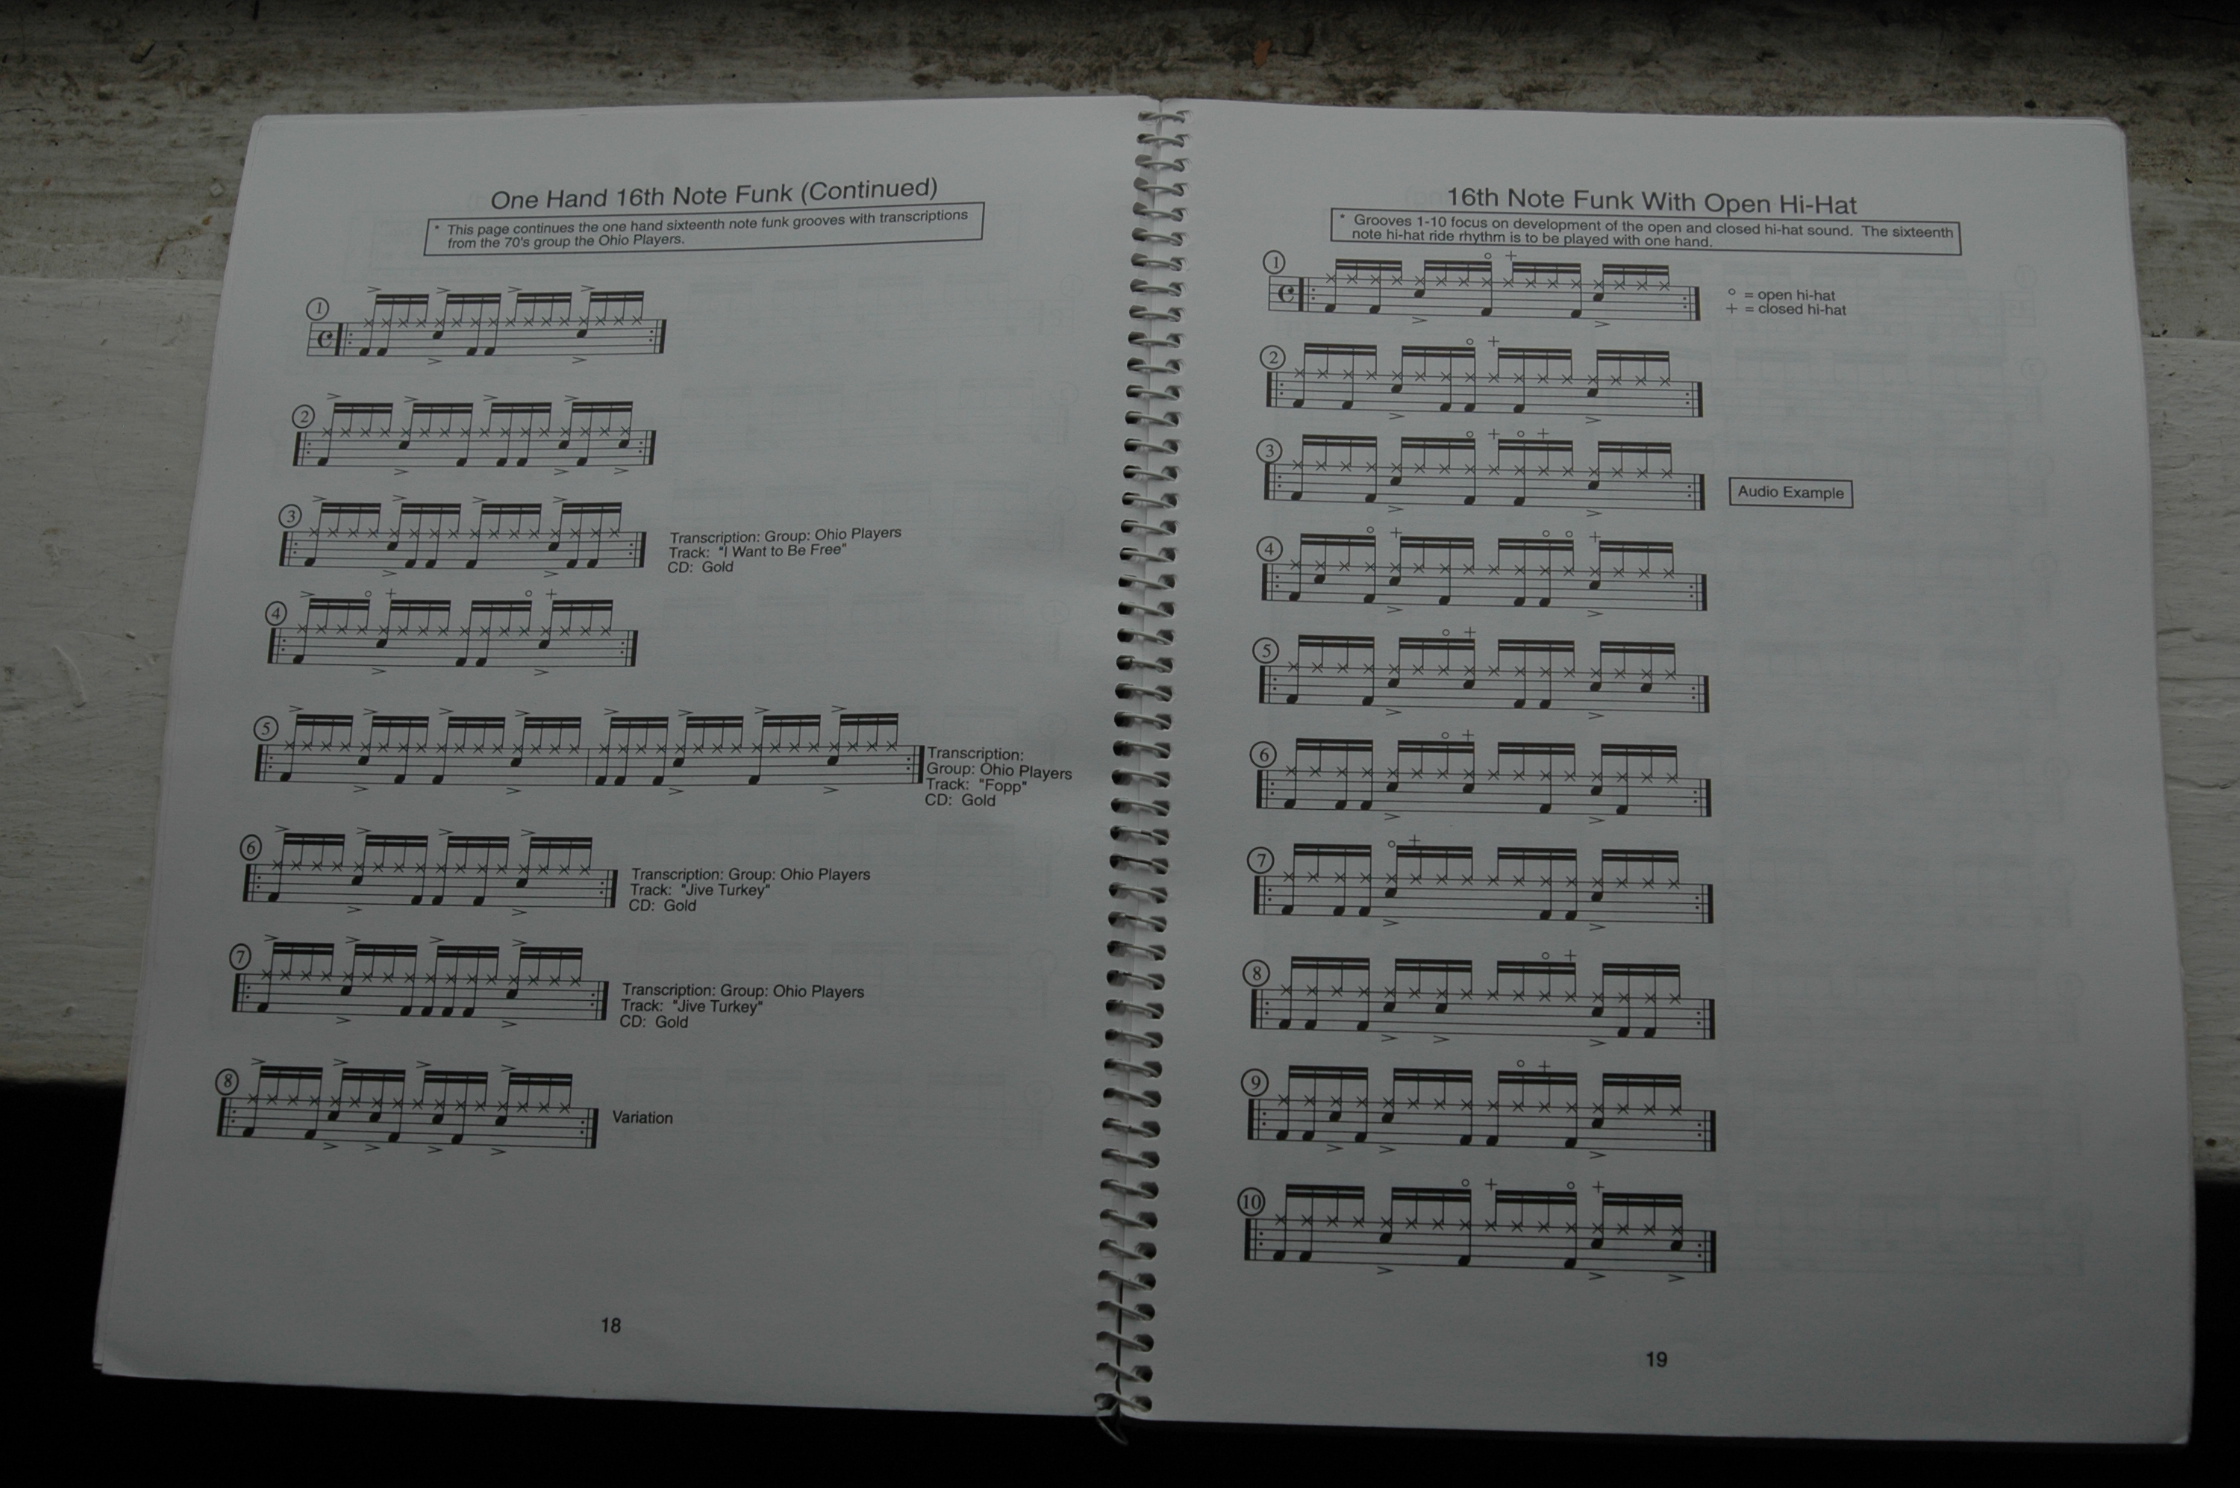 One Hand 16th Note Funk (Continued)
* This page continues the one hand sixteenth note funk grooves with transcriptions
from the 70's group the Ohio Players.
1
2
3
Transcription: Group: Ohio Players
Track: "I Want to Be Free"
CD: Gold
4
5
Transcription:
Group: Ohio Players
Track: "Fopp"
CD: Gold
6
Transcription: Group: Ohio Players
Track: "Jive Turkey"
CD: Gold
7
Transcription: Group: Ohio Players
Track: "Jive Turkey"
CD: Gold
8
Variation
18
16th Note Funk With Open Hi-Hat
* Grooves 1-10 focus on development of the open and closed hi-hat sound. The sixteenth
note hi-hat ride rhythm is to be played with one hand.
1
o = open hi-hat
+ = closed hi-hat
2
3
Audio Example
4
5
6
7
8
9
10
19